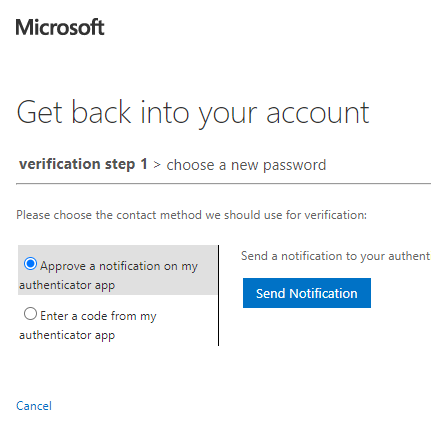 Microsoft
Get back into your account
verification step 1 > choose a new password
Please choose the contact method we should use for verification:
Approve a notification on my
authenticator app
Enter a code from my
authenticator app
Send a notification to your authent
Send Notification
Cancel